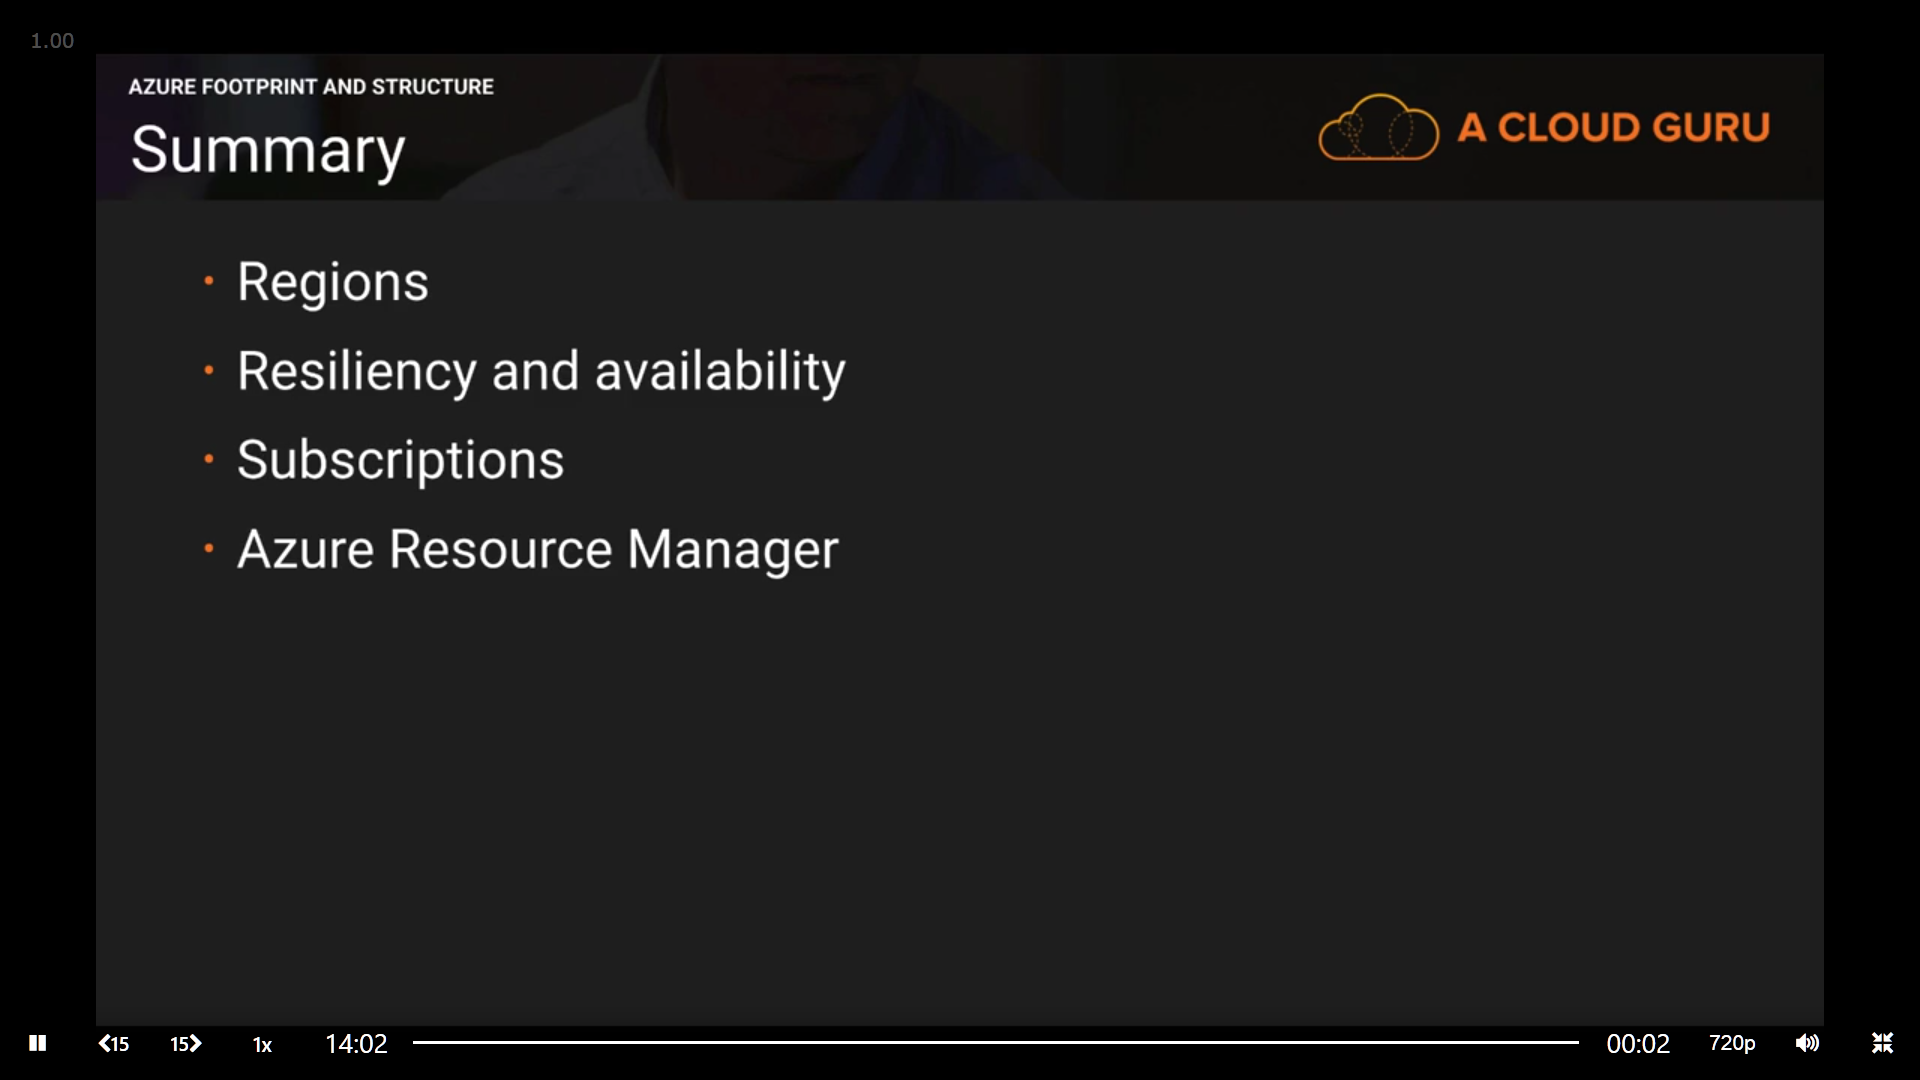 1.00
AZURE FOOTPRINT AND STRUCTURE
Summary
A CLOUD GURU
• Regions
• Resiliency and availability
• Subscriptions
• Azure Resource Manager
15 15 1x 14:02 00:02 720p